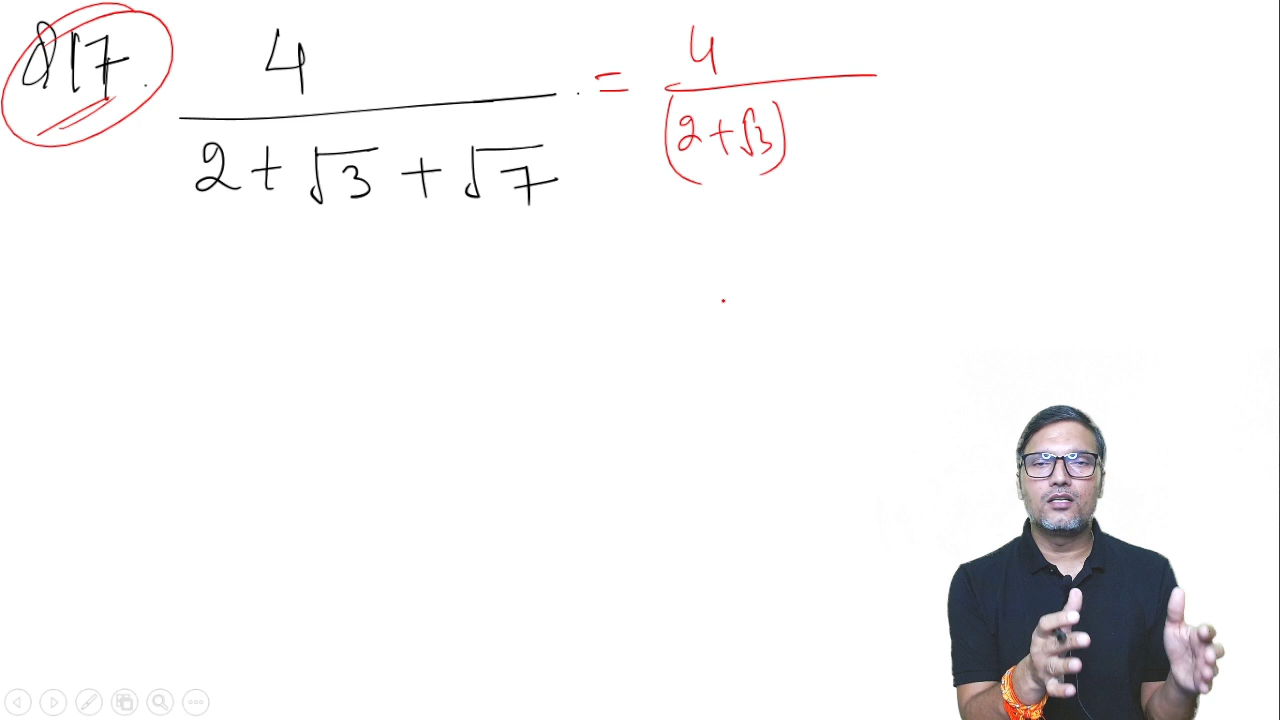 Q17. 4 / (2 + √3 + √7) = 4 / (2 + √3)